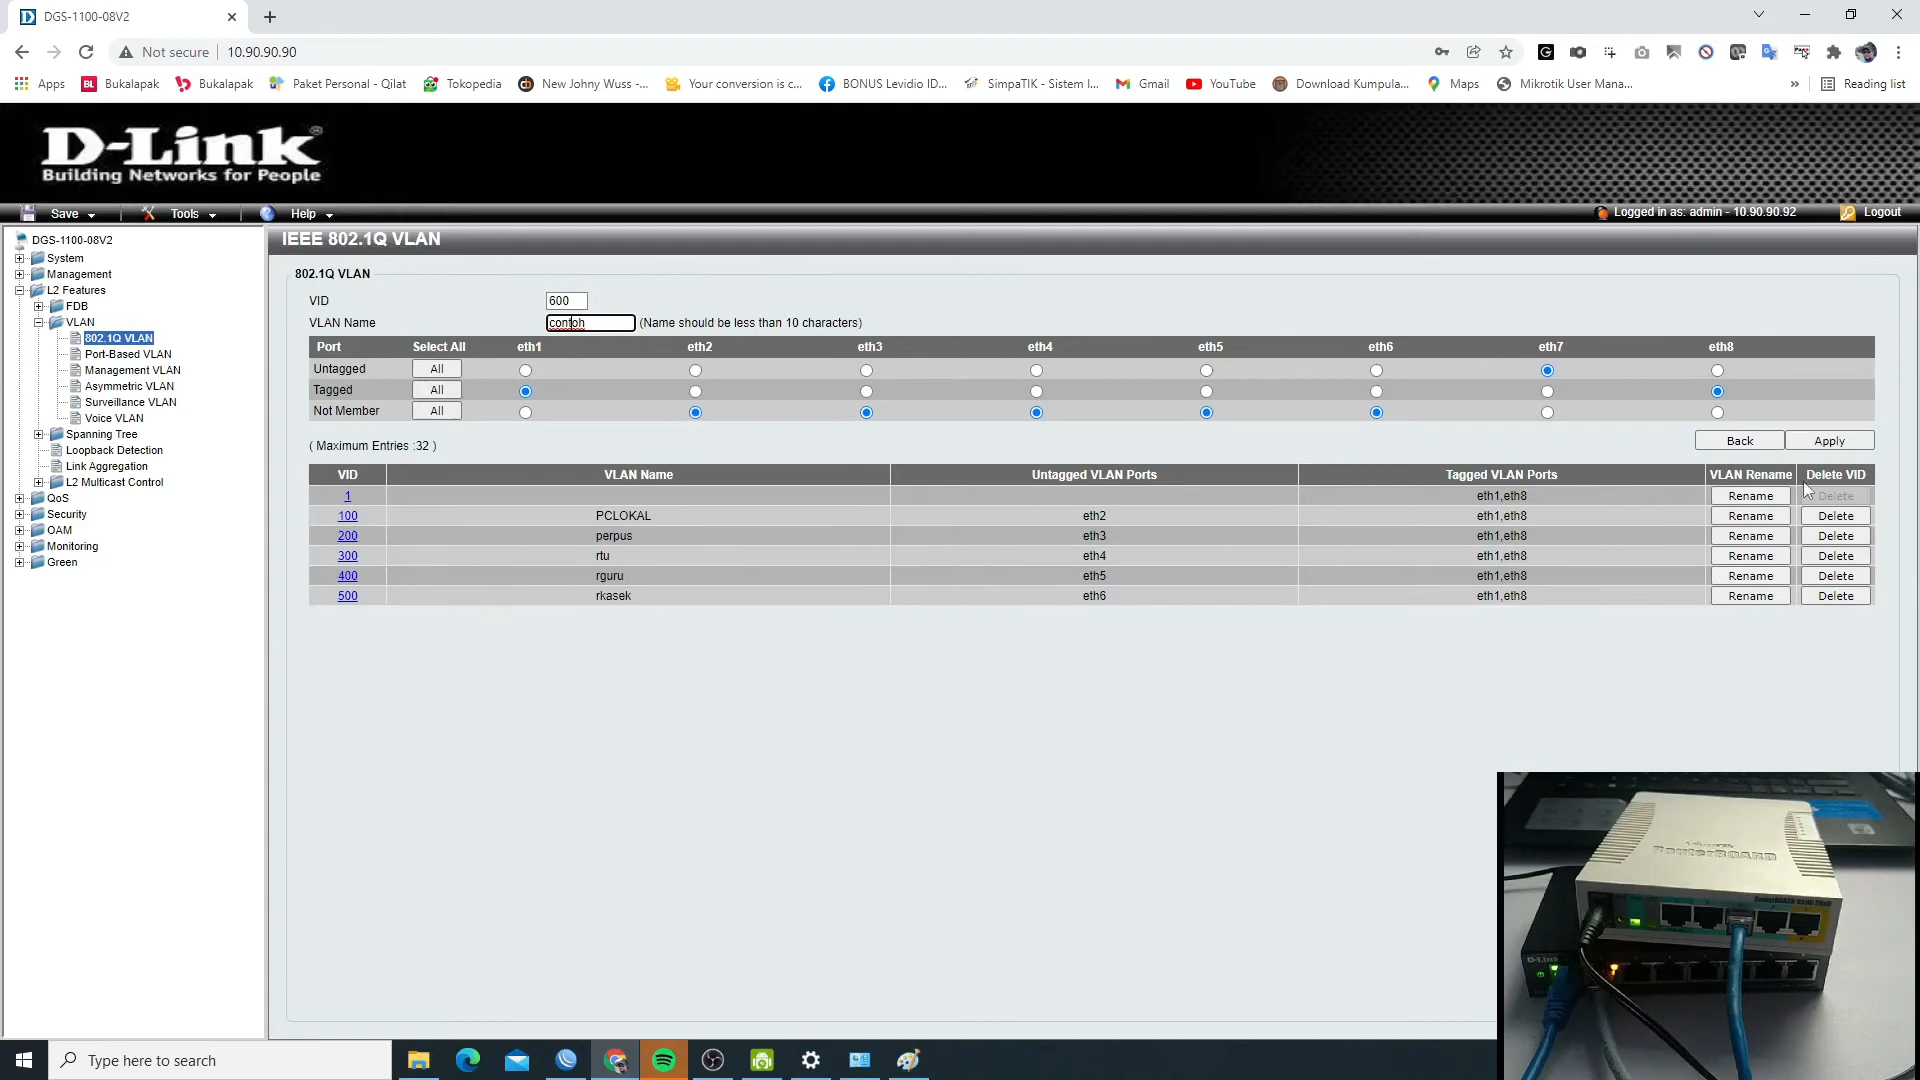 DGS-1100-08V2
Not secure
10.90.90.90
Apps
BL
Bukalapak
Bukalapak
Paket Personal - Qilat
Tokopedia
New Johny Wuss -...
Your conversion is c...
BONUS Levidio ID...
SimpaTIK - Sistem I...
Gmail
YouTube
Download Kumpula...
Maps
Mikrotik User Mana...
»
Reading list
D-Link®
Building Networks for People
Save
Tools
Help
Logged in as: admin - 10.90.90.92
Logout
DGS-1100-08V2
System
Management
L2 Features
FDB
VLAN
802.1Q VLAN
Port-Based VLAN
Management VLAN
Asymmetric VLAN
Surveillance VLAN
Voice VLAN
Spanning Tree
Loopback Detection
Link Aggregation
L2 Multicast Control
QoS
Security
OAM
Monitoring
Green
IEEE 802.1Q VLAN
802.1Q VLAN
VID 600
VLAN Name contoh (Name should be less than 10 characters)
Port Select All eth1 eth2 eth3 eth4 eth5 eth6 eth7 eth8
Untagged All
Tagged All
Not Member All
( Maximum Entries :32 ) Back Apply
VID VLAN Name Untagged VLAN Ports Tagged VLAN Ports VLAN Rename Delete VID
1 eth1,eth8 Rename Delete
100 PCLOKAL eth2 eth1,eth8 Rename Delete
200 perpus eth3 eth1,eth8 Rename Delete
300 rtu eth4 eth1,eth8 Rename Delete
400 rguru eth5 eth1,eth8 Rename Delete
500 rkasek eth6 eth1,eth8 Rename Delete
RouterBOARD
D-Link
Type here to search